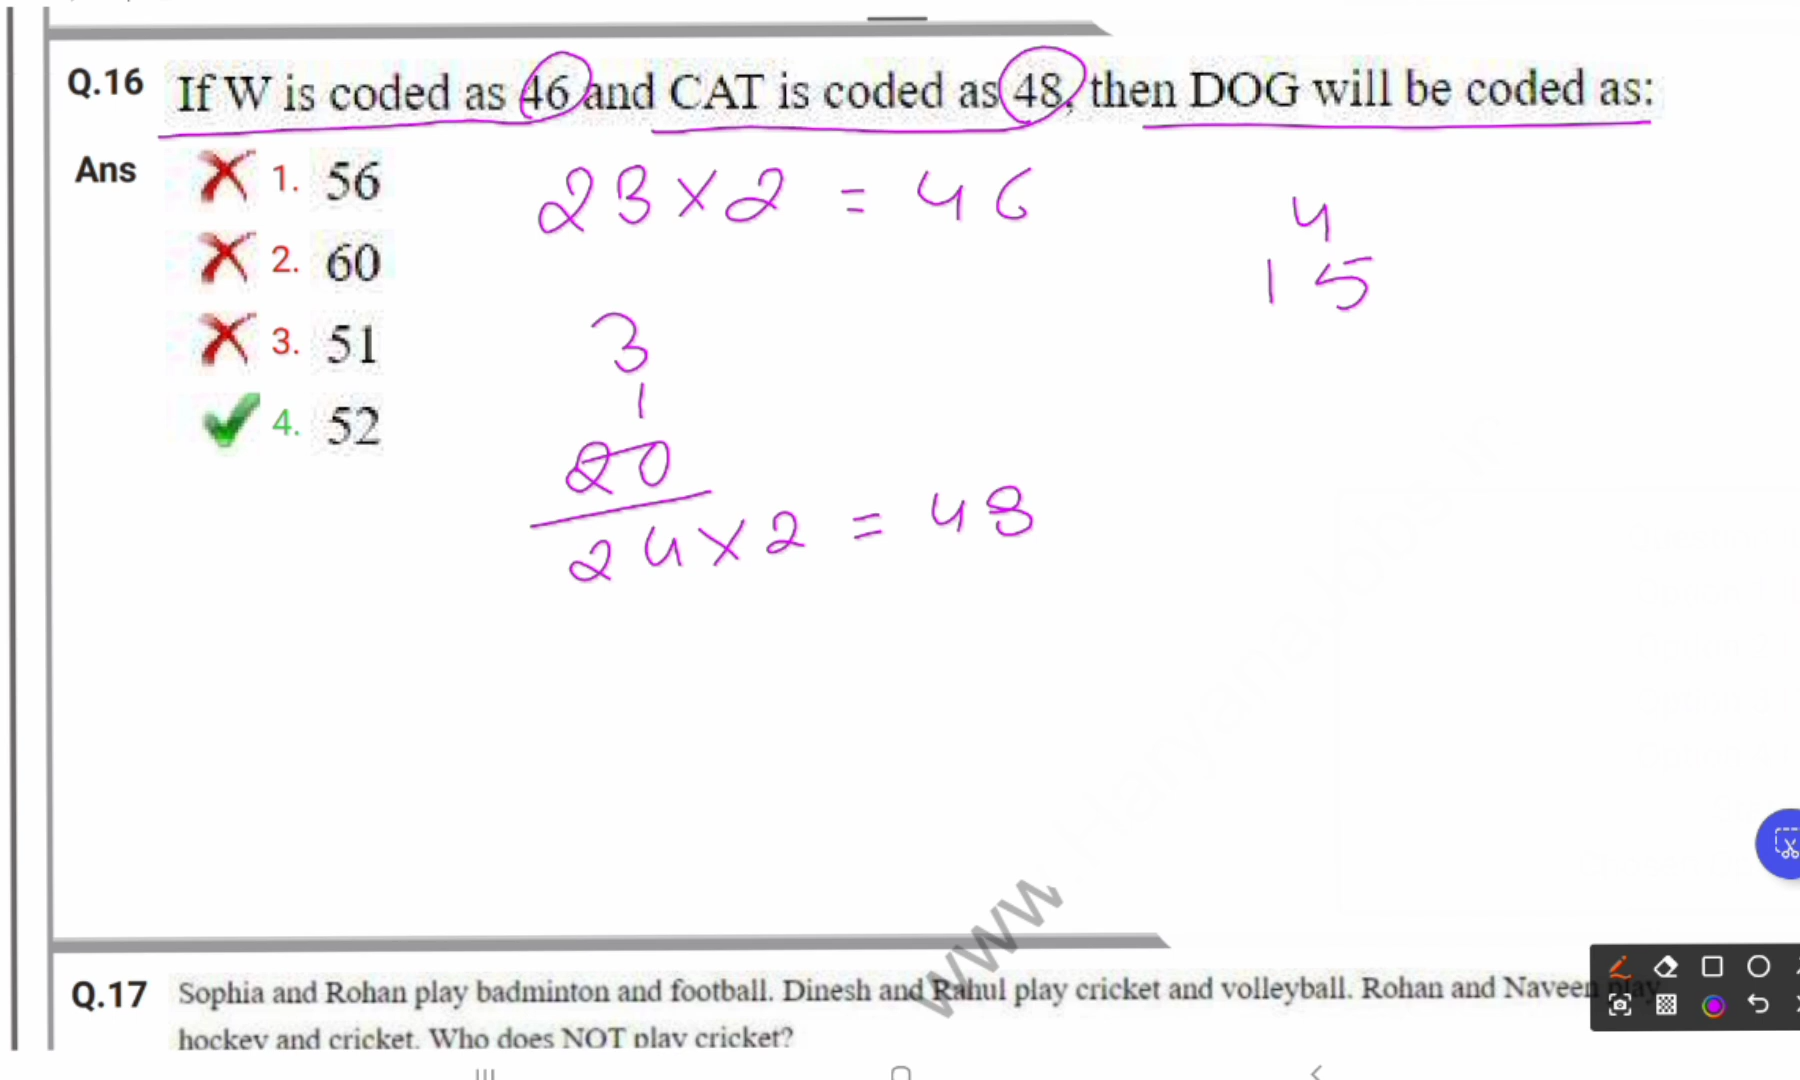 Q.16 If W is coded as 46 and CAT is coded as 48, then DOG will be coded as:
Ans 1. 56
2. 60
3. 51
4. 52
23 × 2 = 46
3
1
20
24 × 2 = 48
4
15
www
Q.17 Sophia and Rohan play badminton and football. Dinesh and Rahul play cricket and volleyball. Rohan and Naveen play
hockey and cricket. Who does NOT play cricket?